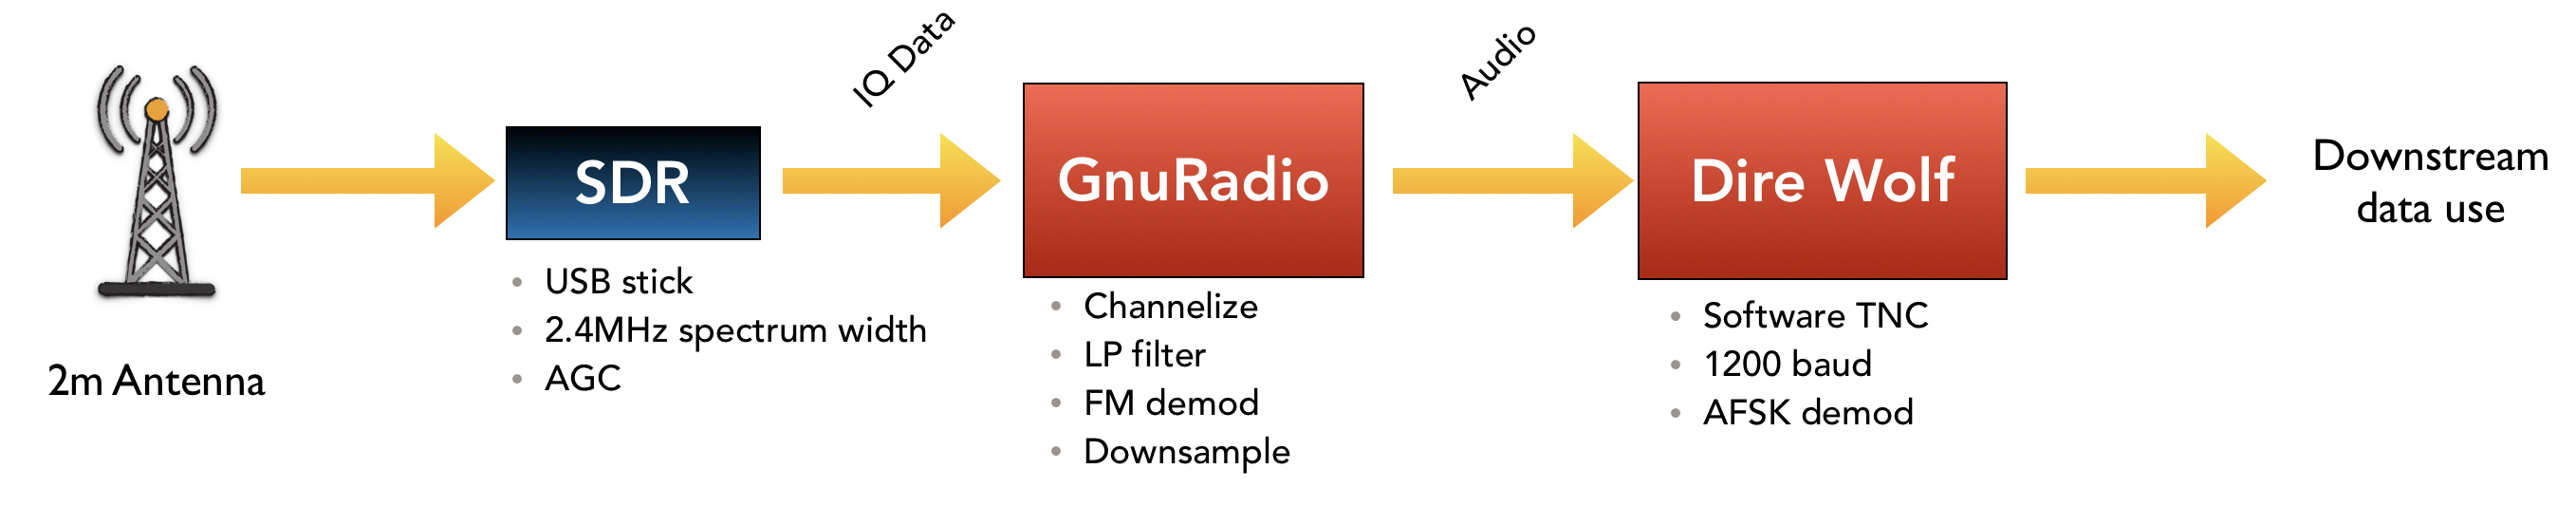 2m Antenna
SDR
• USB stick
• 2.4MHz spectrum width
• AGC
IQ Data
GnuRadio
• Channelize
• LP filter
• FM demod
• Downsample
Audio
Dire Wolf
• Software TNC
• 1200 baud
• AFSK demod
Downstream
data use